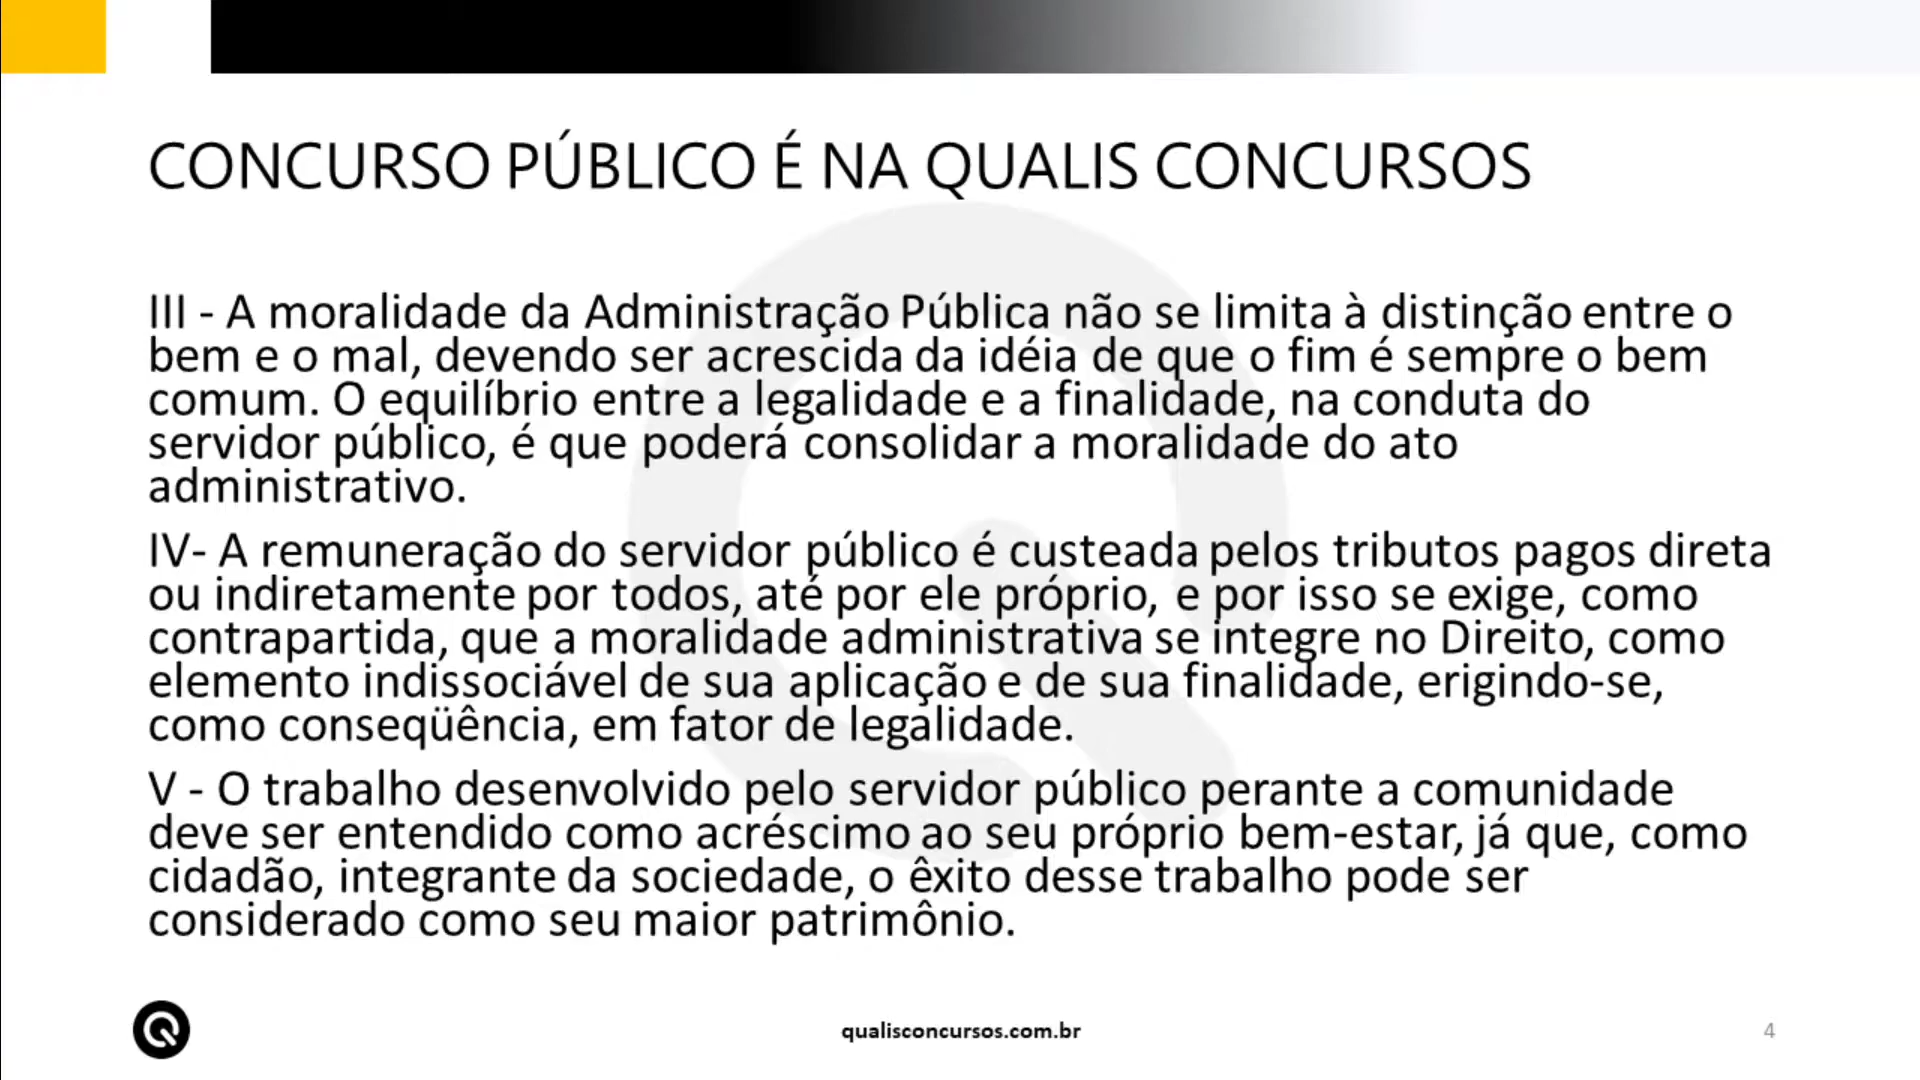 CONCURSO PÚBLICO É NA QUALIS CONCURSOS
III - A moralidade da Administração Pública não se limita à distinção entre o
bem e o mal, devendo ser acrescida da idéia de que o fim é sempre o bem
comum. O equilíbrio entre a legalidade e a finalidade, na conduta do
servidor público, é que poderá consolidar a moralidade do ato
administrativo.
IV- A remuneração do servidor público é custeada pelos tributos pagos direta
ou indiretamente por todos, até por ele próprio, e por isso se exige, como
contrapartida, que a moralidade administrativa se integre no Direito, como
elemento indissociável de sua aplicação e de sua finalidade, erigindo-se,
como conseqüência, em fator de legalidade.
V - O trabalho desenvolvido pelo servidor público perante a comunidade
deve ser entendido como acréscimo ao seu próprio bem-estar, já que, como
cidadão, integrante da sociedade, o êxito desse trabalho pode ser
considerado como seu maior patrimônio.
qualisconcursos.com.br
4